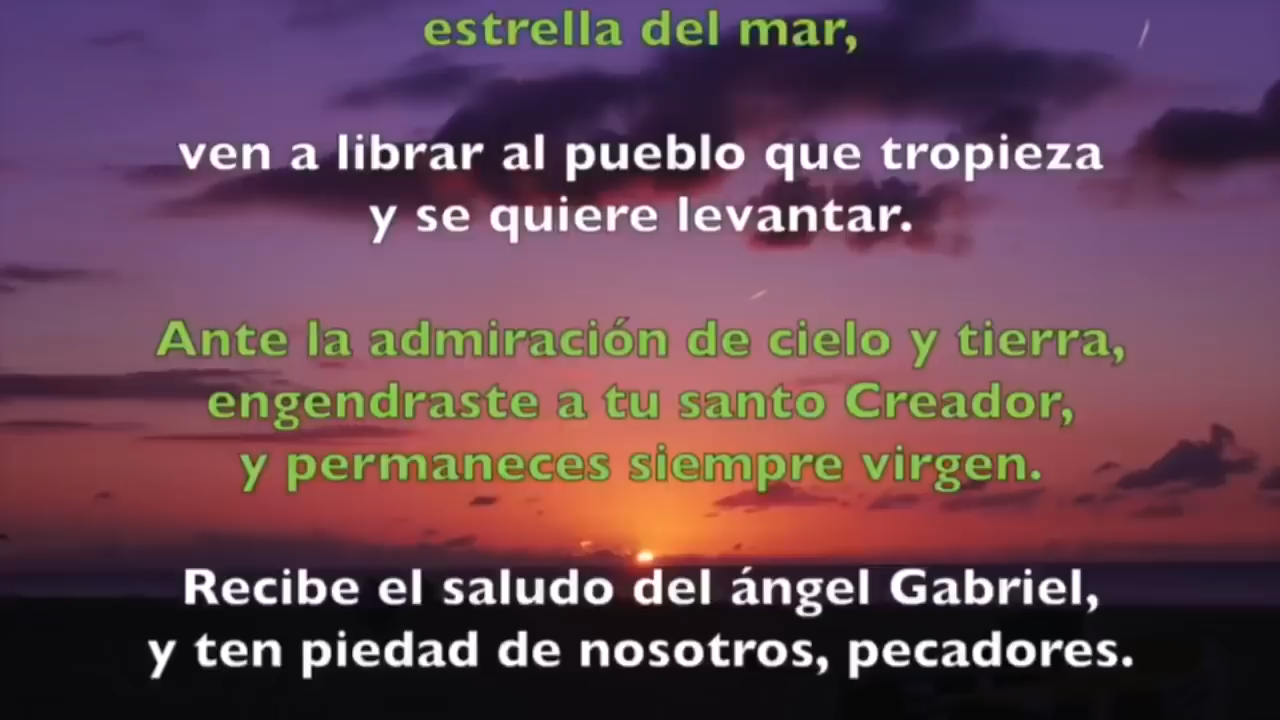 estrella del mar,
ven a librar al pueblo que tropieza
y se quiere levantar.
Ante la admiración de cielo y tierra,
engendraste a tu santo Creador,
y permaneces siempre virgen.
Recibe el saludo del ángel Gabriel,
y ten piedad de nosotros, pecadores.